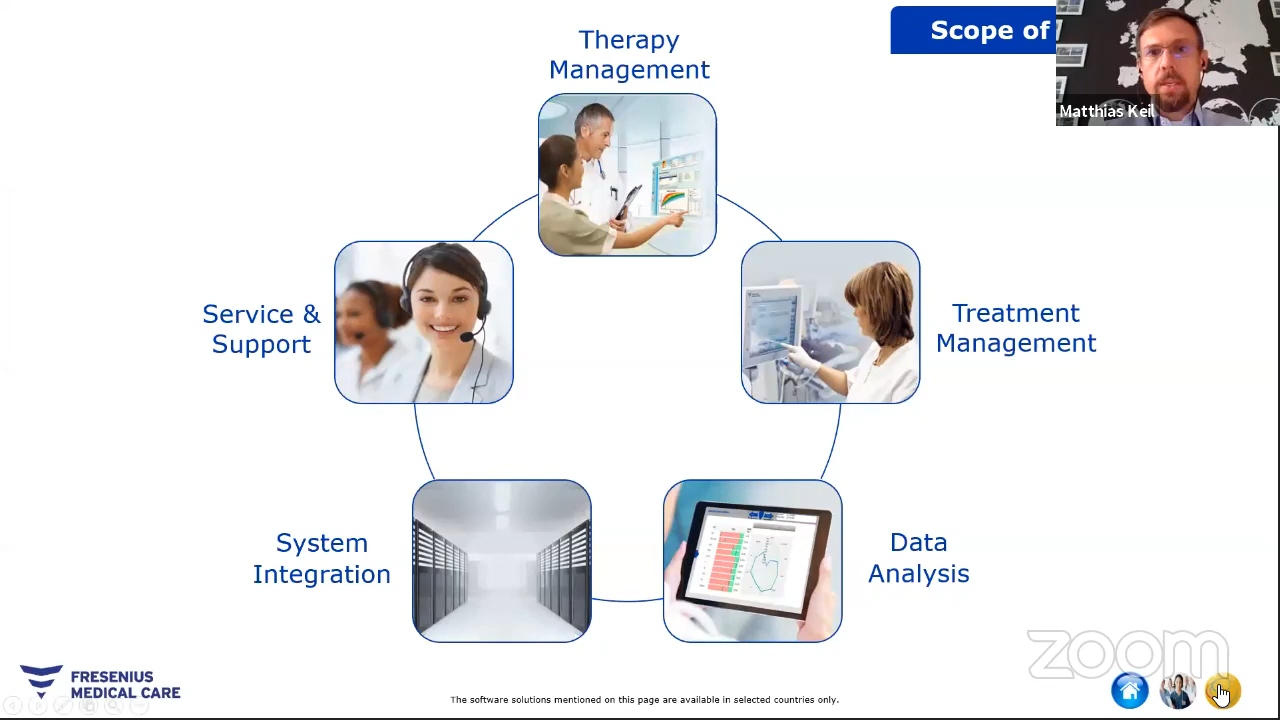 Therapy
Management
Scope of
Matthias Keil
Service &
Support
Treatment
Management
System
Integration
Data
Analysis
zoom
FRESENIUS
MEDICAL CARE
The software solutions mentioned on this page are available in selected countries only.